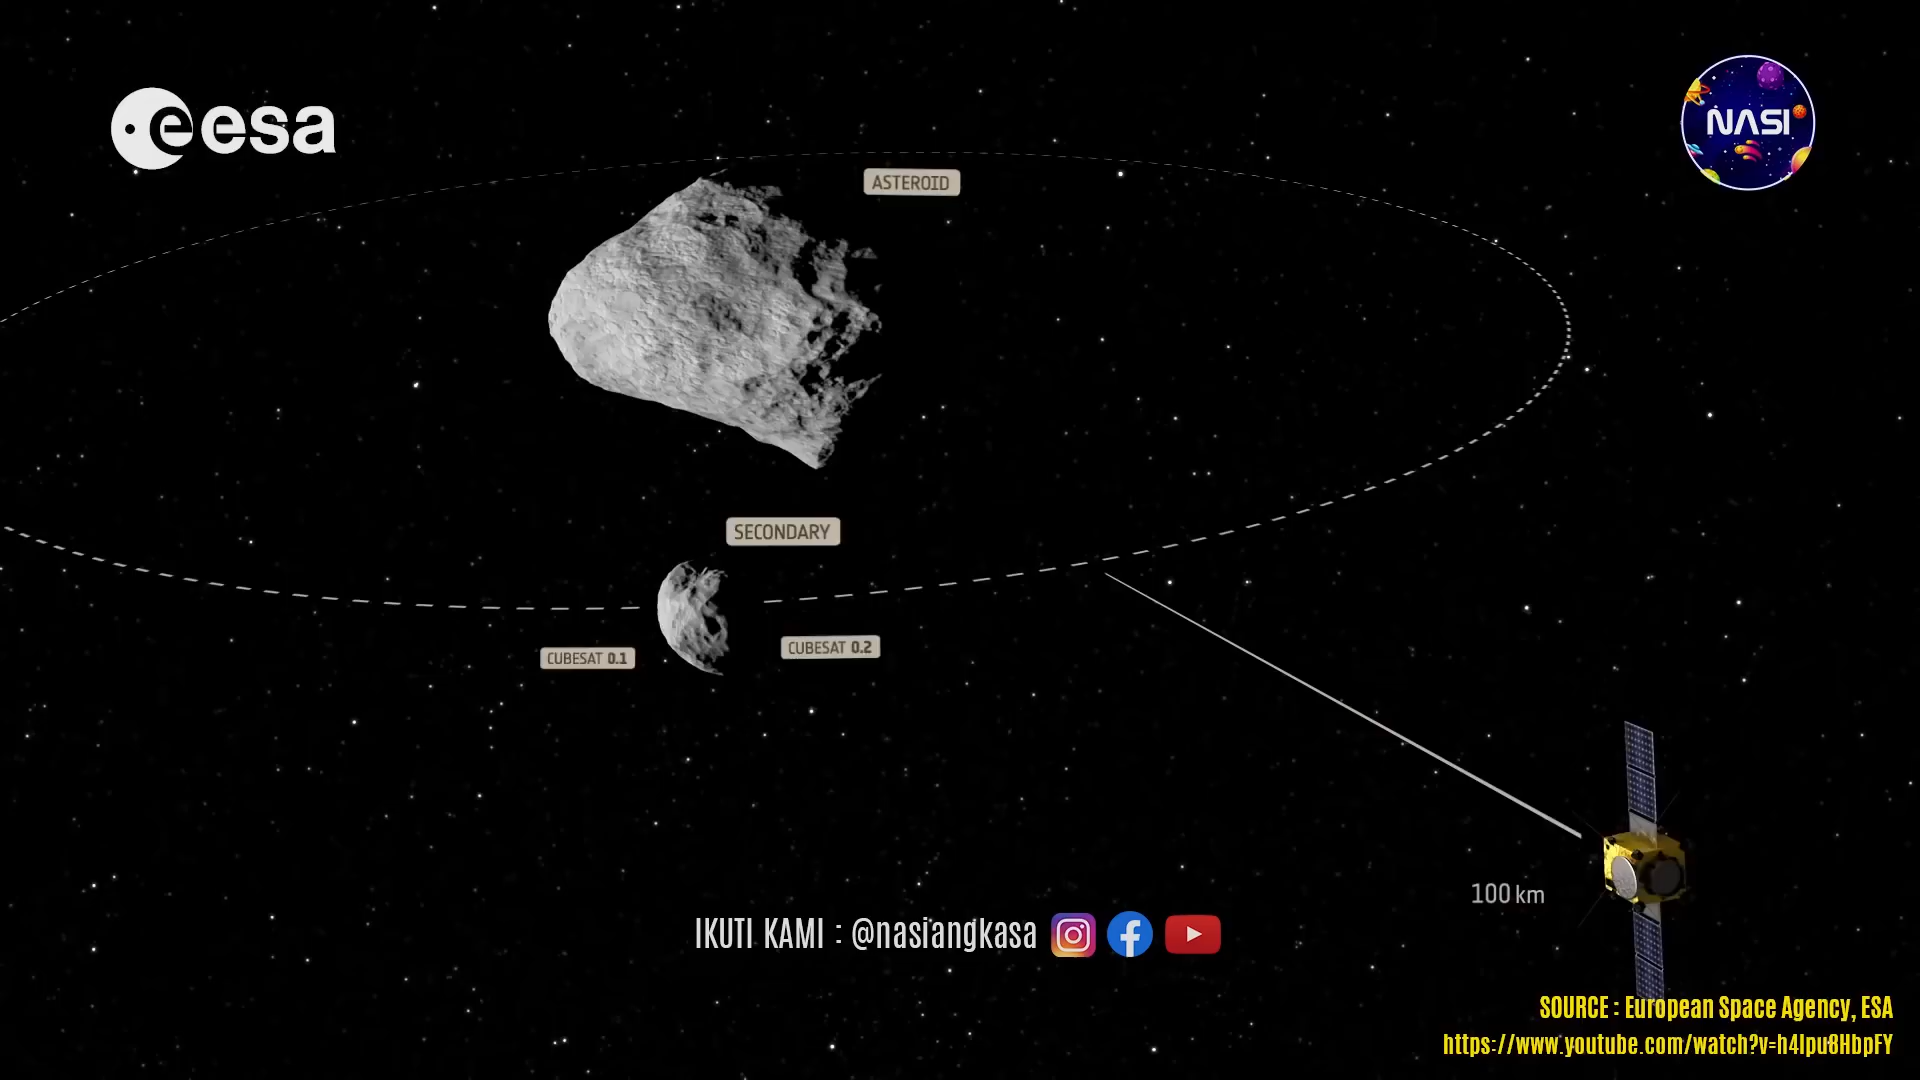 esa
NASI
ASTEROID
SECONDARY
CUBESAT 0.1
CUBESAT 0.2
100 km
IKUTI KAMI : @nasiangkasa
SOURCE : European Space Agency, ESA
https://www.youtube.com/watch?v=h4lpu8HbpFY